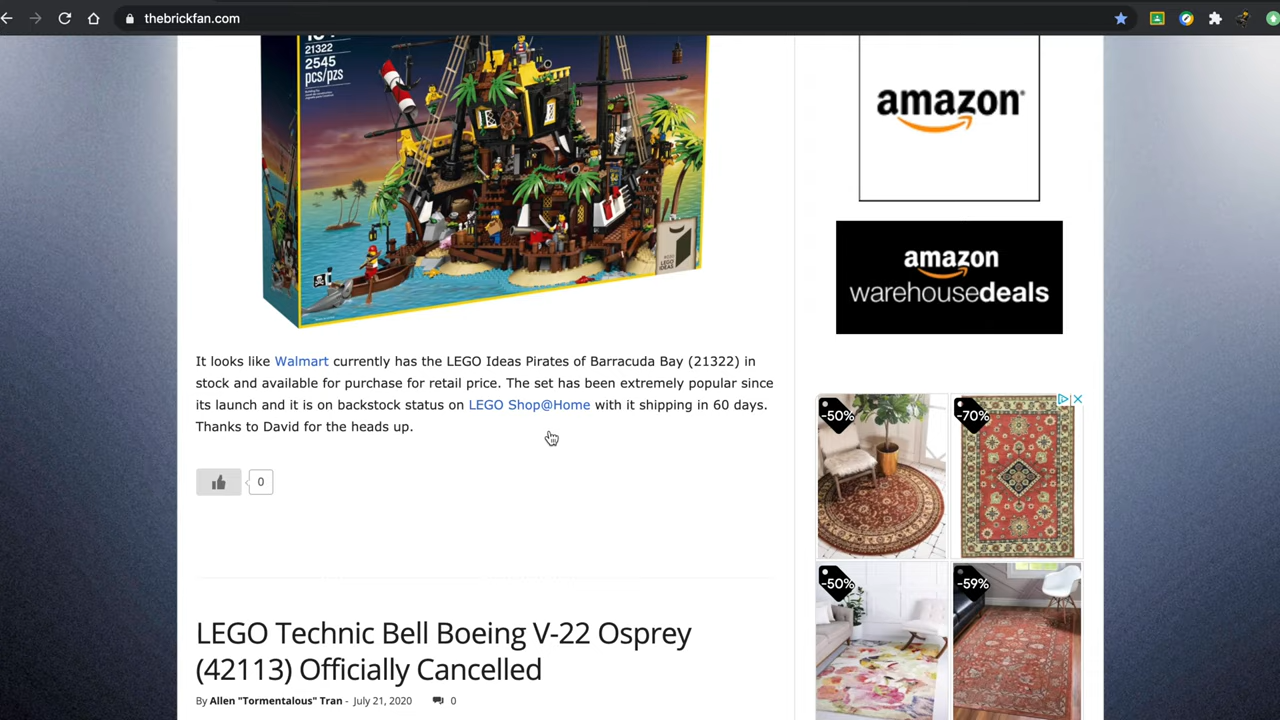 thebrickfan.com
21322
2545
pcs/pzs
LEGO
IDEAS
amazon
amazon
warehousedeals
It looks like Walmart currently has the LEGO Ideas Pirates of Barracuda Bay (21322) in
stock and available for purchase for retail price. The set has been extremely popular since
its launch and it is on backstock status on LEGO Shop@Home with it shipping in 60 days.
Thanks to David for the heads up.
0
-50%
-70%
-50%
-59%
LEGO Technic Bell Boeing V-22 Osprey
(42113) Officially Cancelled
By Allen "Tormentalous" Tran - July 21, 2020 0